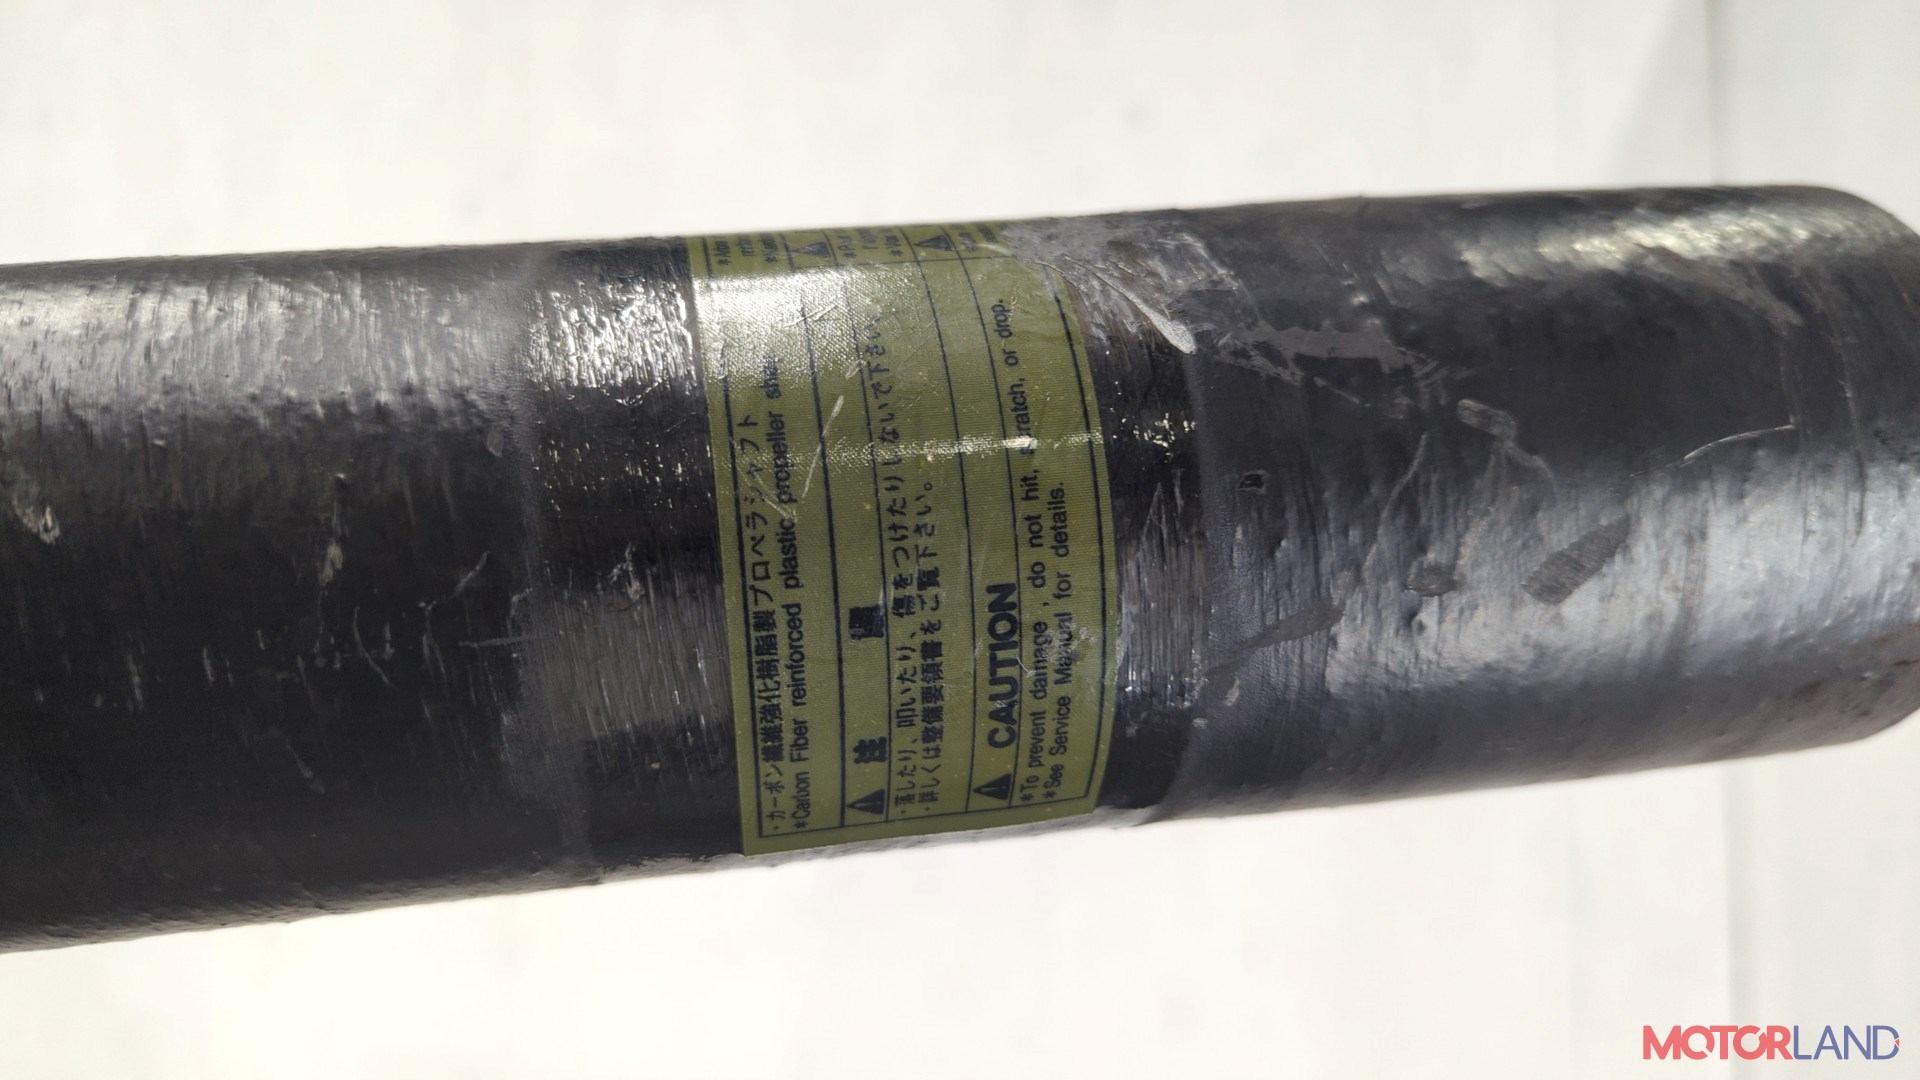 ・カーボン繊維強化樹脂製プロペラシャフト
*Carbon Fiber reinforced plastic propeller shaft
注 意
・落したり、叩いたり、傷をつけたりしないで下さい。
・詳しくは整備要領書をご覧下さい。
CAUTION
*To prevent damage , do not hit, scratch, or drop.
*See Service Manual for details.
MOTORLAND